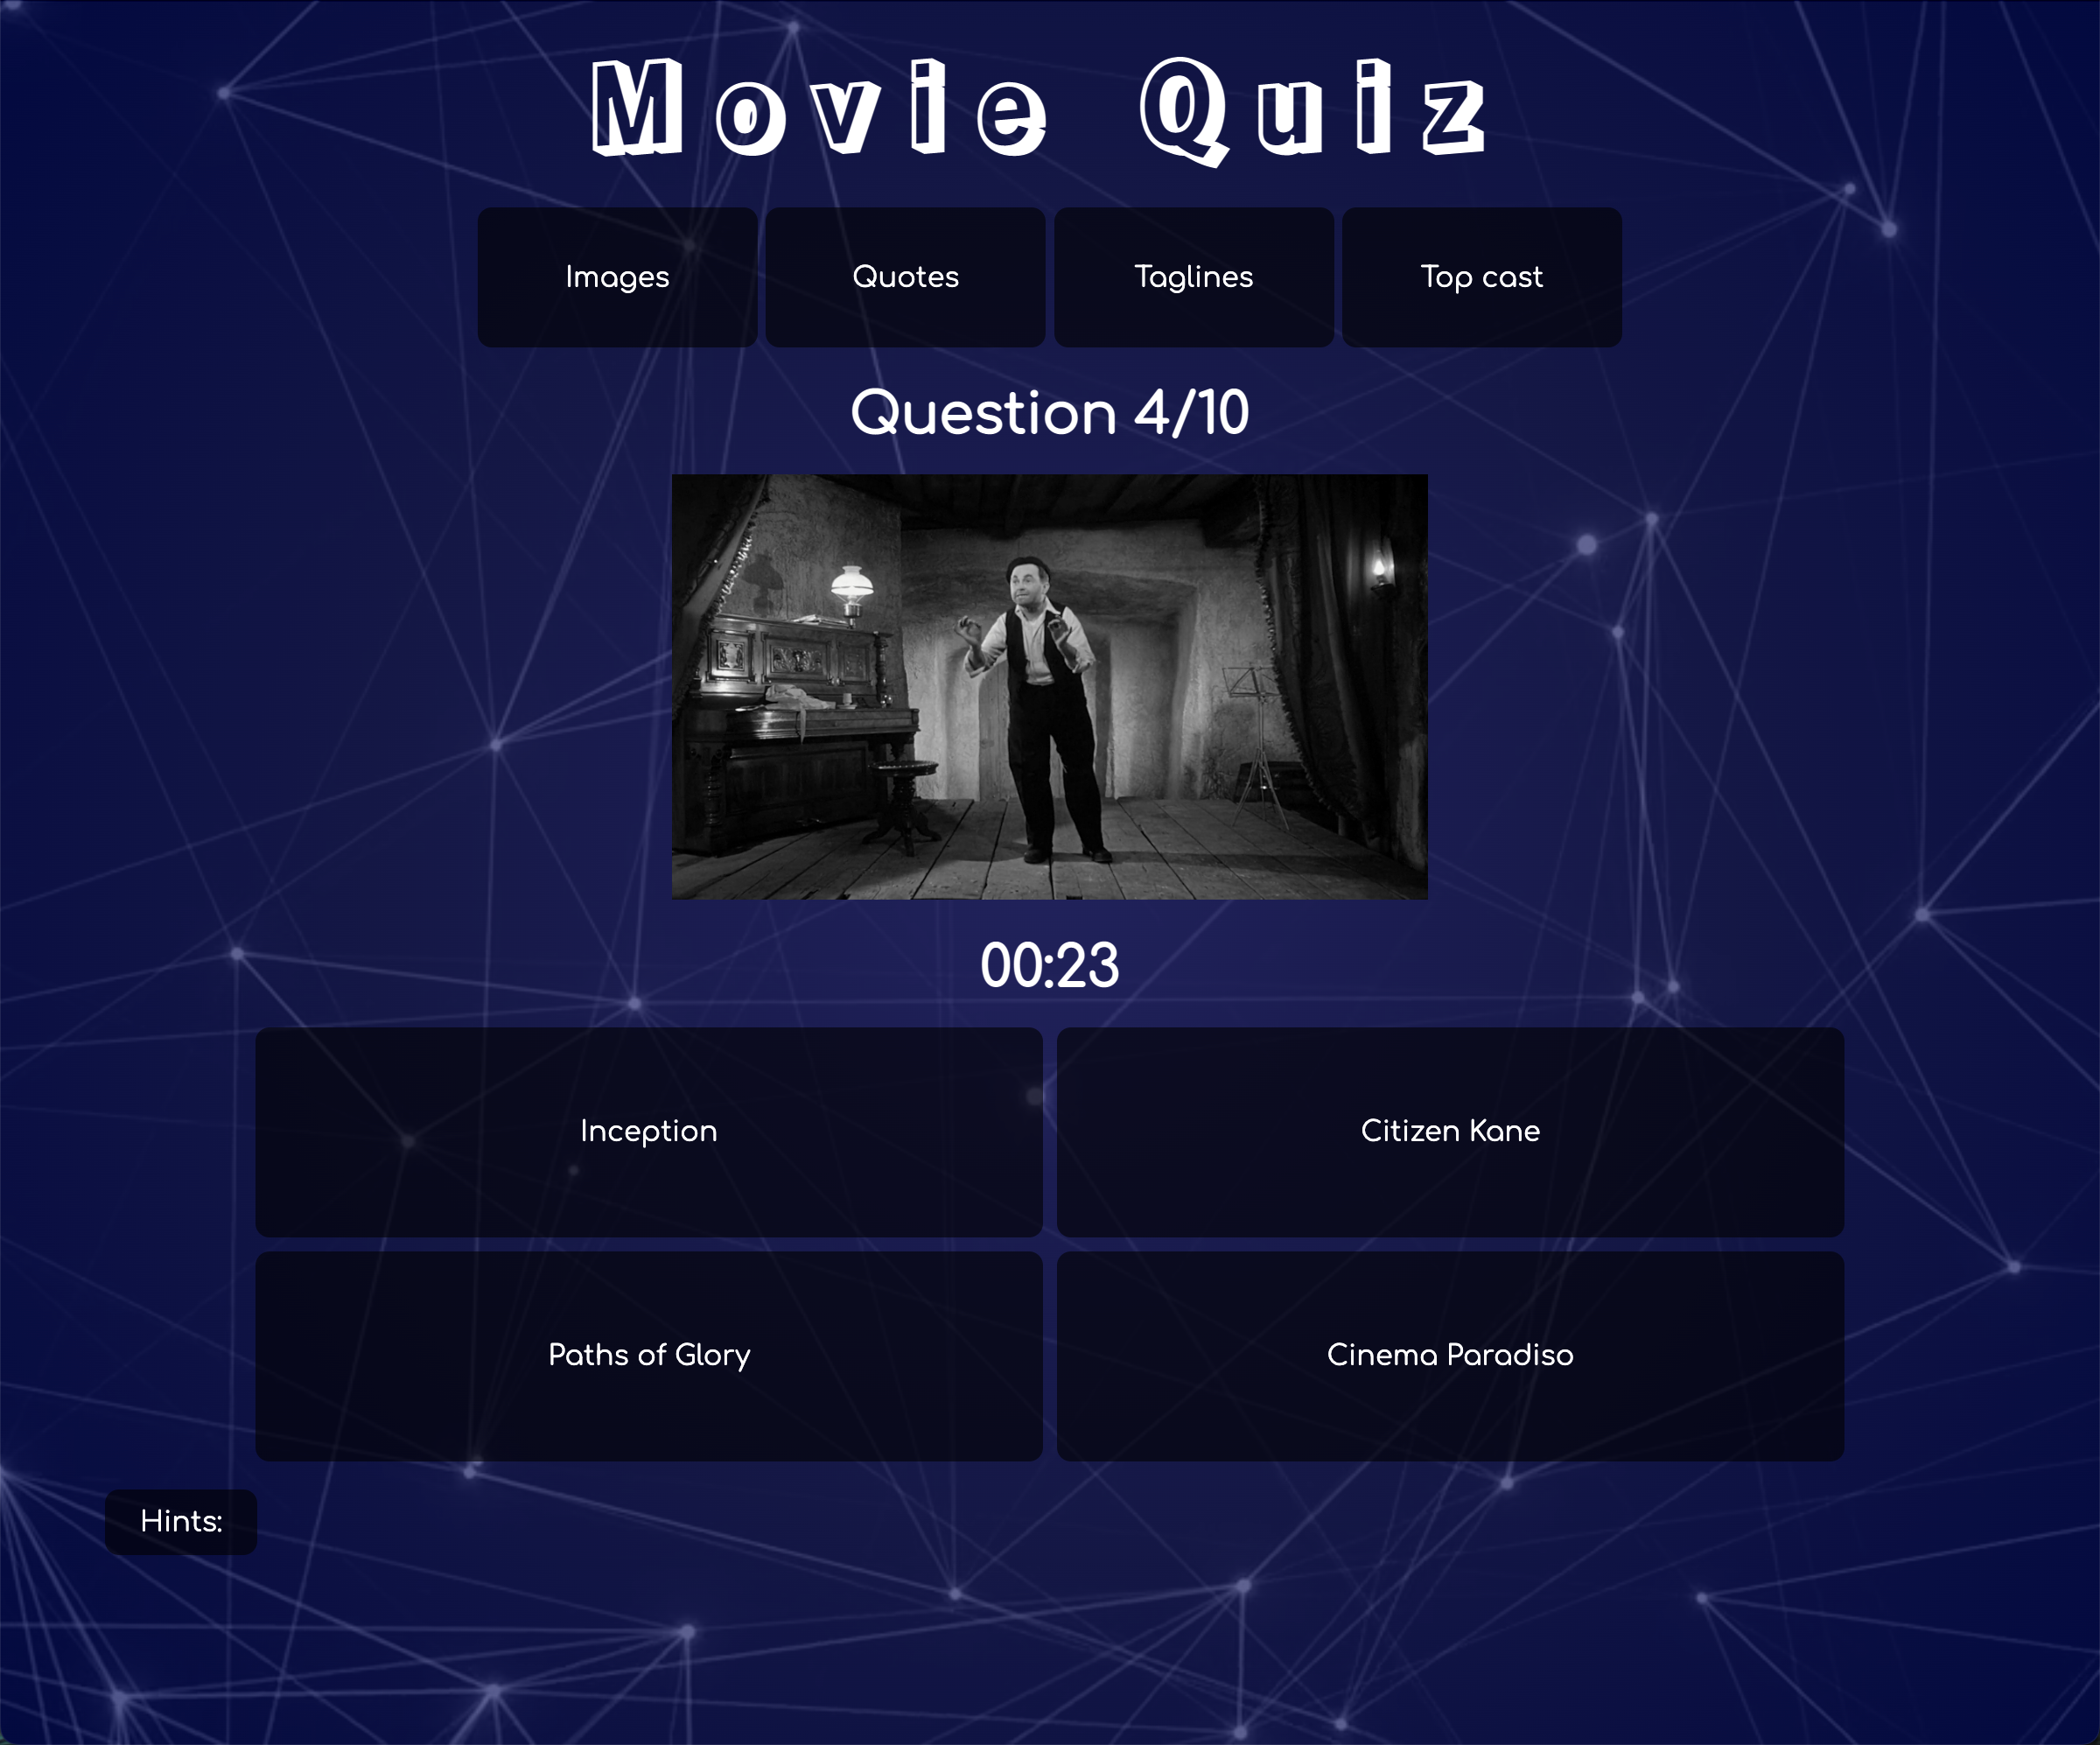 Movie Quiz
Images
Quotes
Taglines
Top cast
Question 4/10
00:23
Inception
Citizen Kane
Paths of Glory
Cinema Paradiso
Hints: